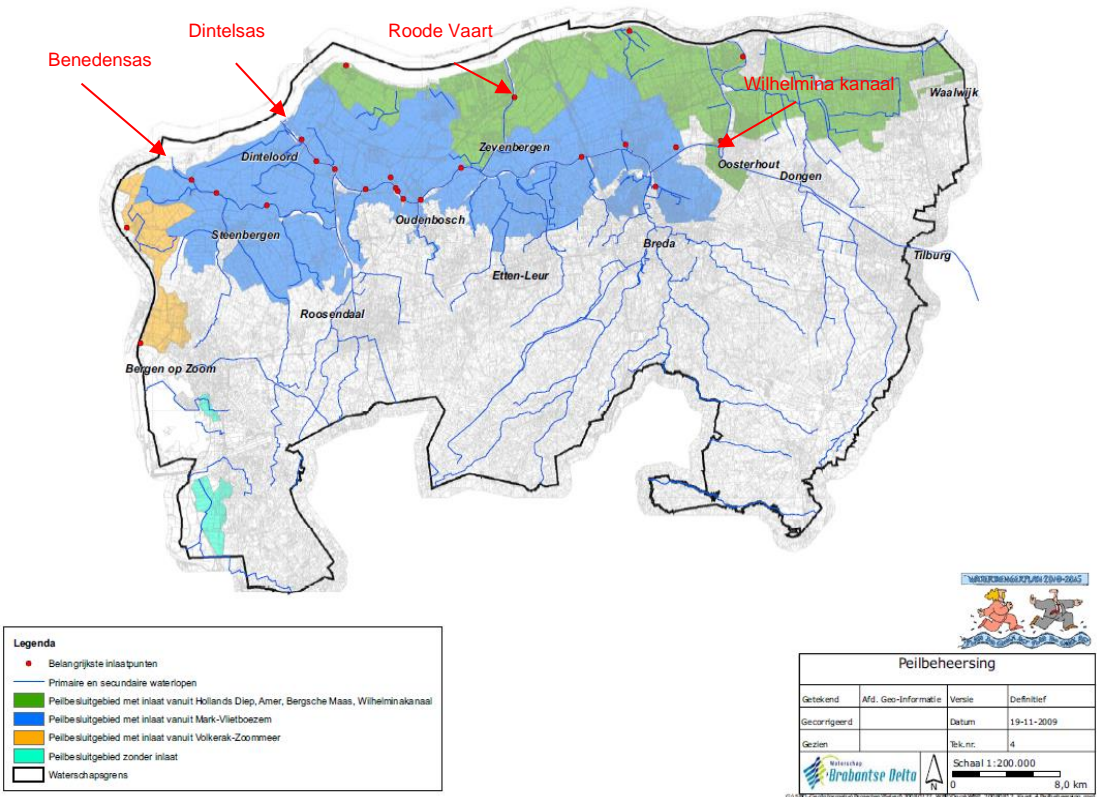 Dintelsas
Roode Vaart
Benedensas
Wilhelmina kanaal
Waalwijk
Zevenbergen
Dinteloord
Oosterhout
Dongen
Oudenbosch
Steenbergen
Breda
Tilburg
Etten-Leur
Roosendaal
Bergen op Zoom
Legenda
Belangrijkste inlaatpunten
Primaire en secundaire waterlopen
Peilbesluitgebied met inlaat vanuit Hollands Diep, Amer, Bergsche Maas, Wilhelminakanaal
Peilbesluitgebied met inlaat vanuit Mark-Vlietboezem
Peilbesluitgebied met inlaat vanuit Volkerak-Zoommeer
Peilbesluitgebied zonder inlaat
Waterschapsgrens
WATERBEHEERPLAN 2010-2015
Peilbeheersing
Getekend Afd. Geo-Informatie Versie Definitief
Gecorrigeerd Datum 19-11-2009
Gezien Tek.nr. 4
Waterschap
Brabantse Delta
N
Schaal 1:200.000
0 8,0 km